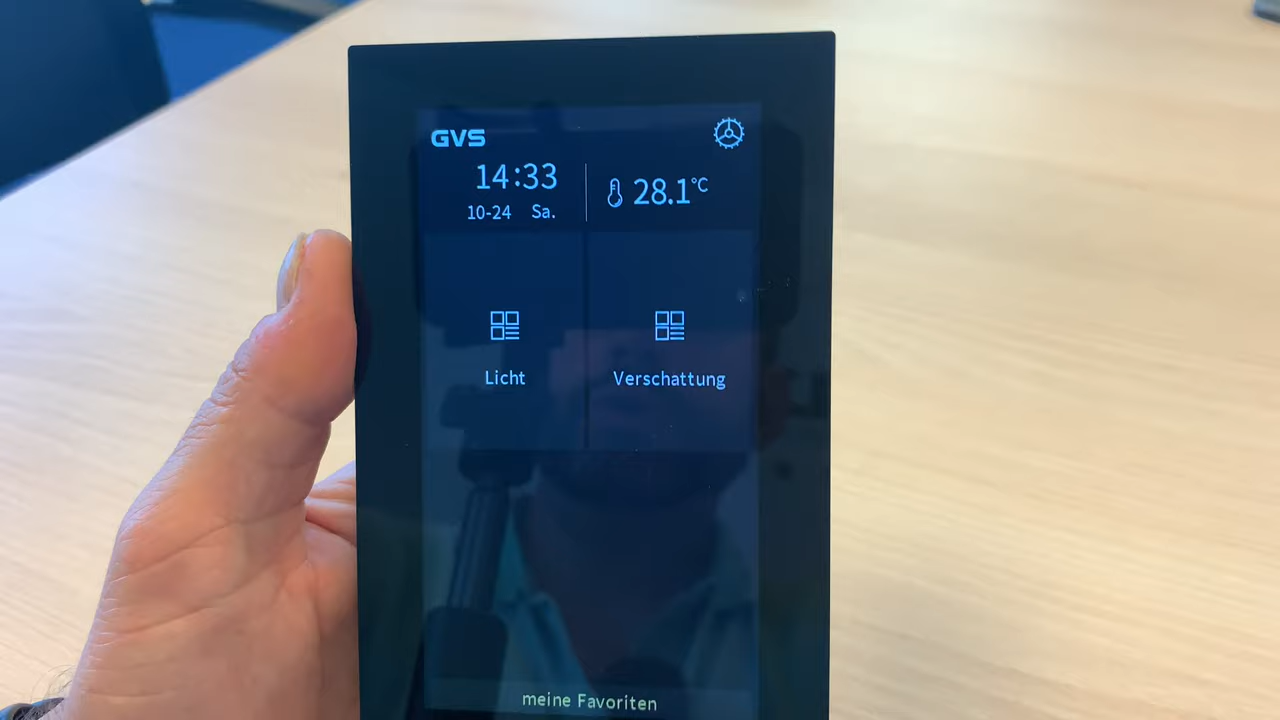 GVS
14:33
10-24 Sa.
28.1°C
Licht
Verschattung
meine Favoriten